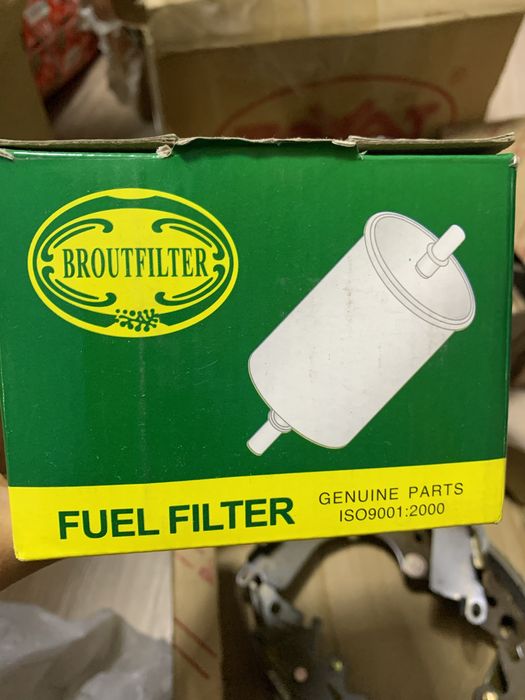 BROUTFILTER
FUEL FILTER
GENUINE PARTS
ISO9001:2000